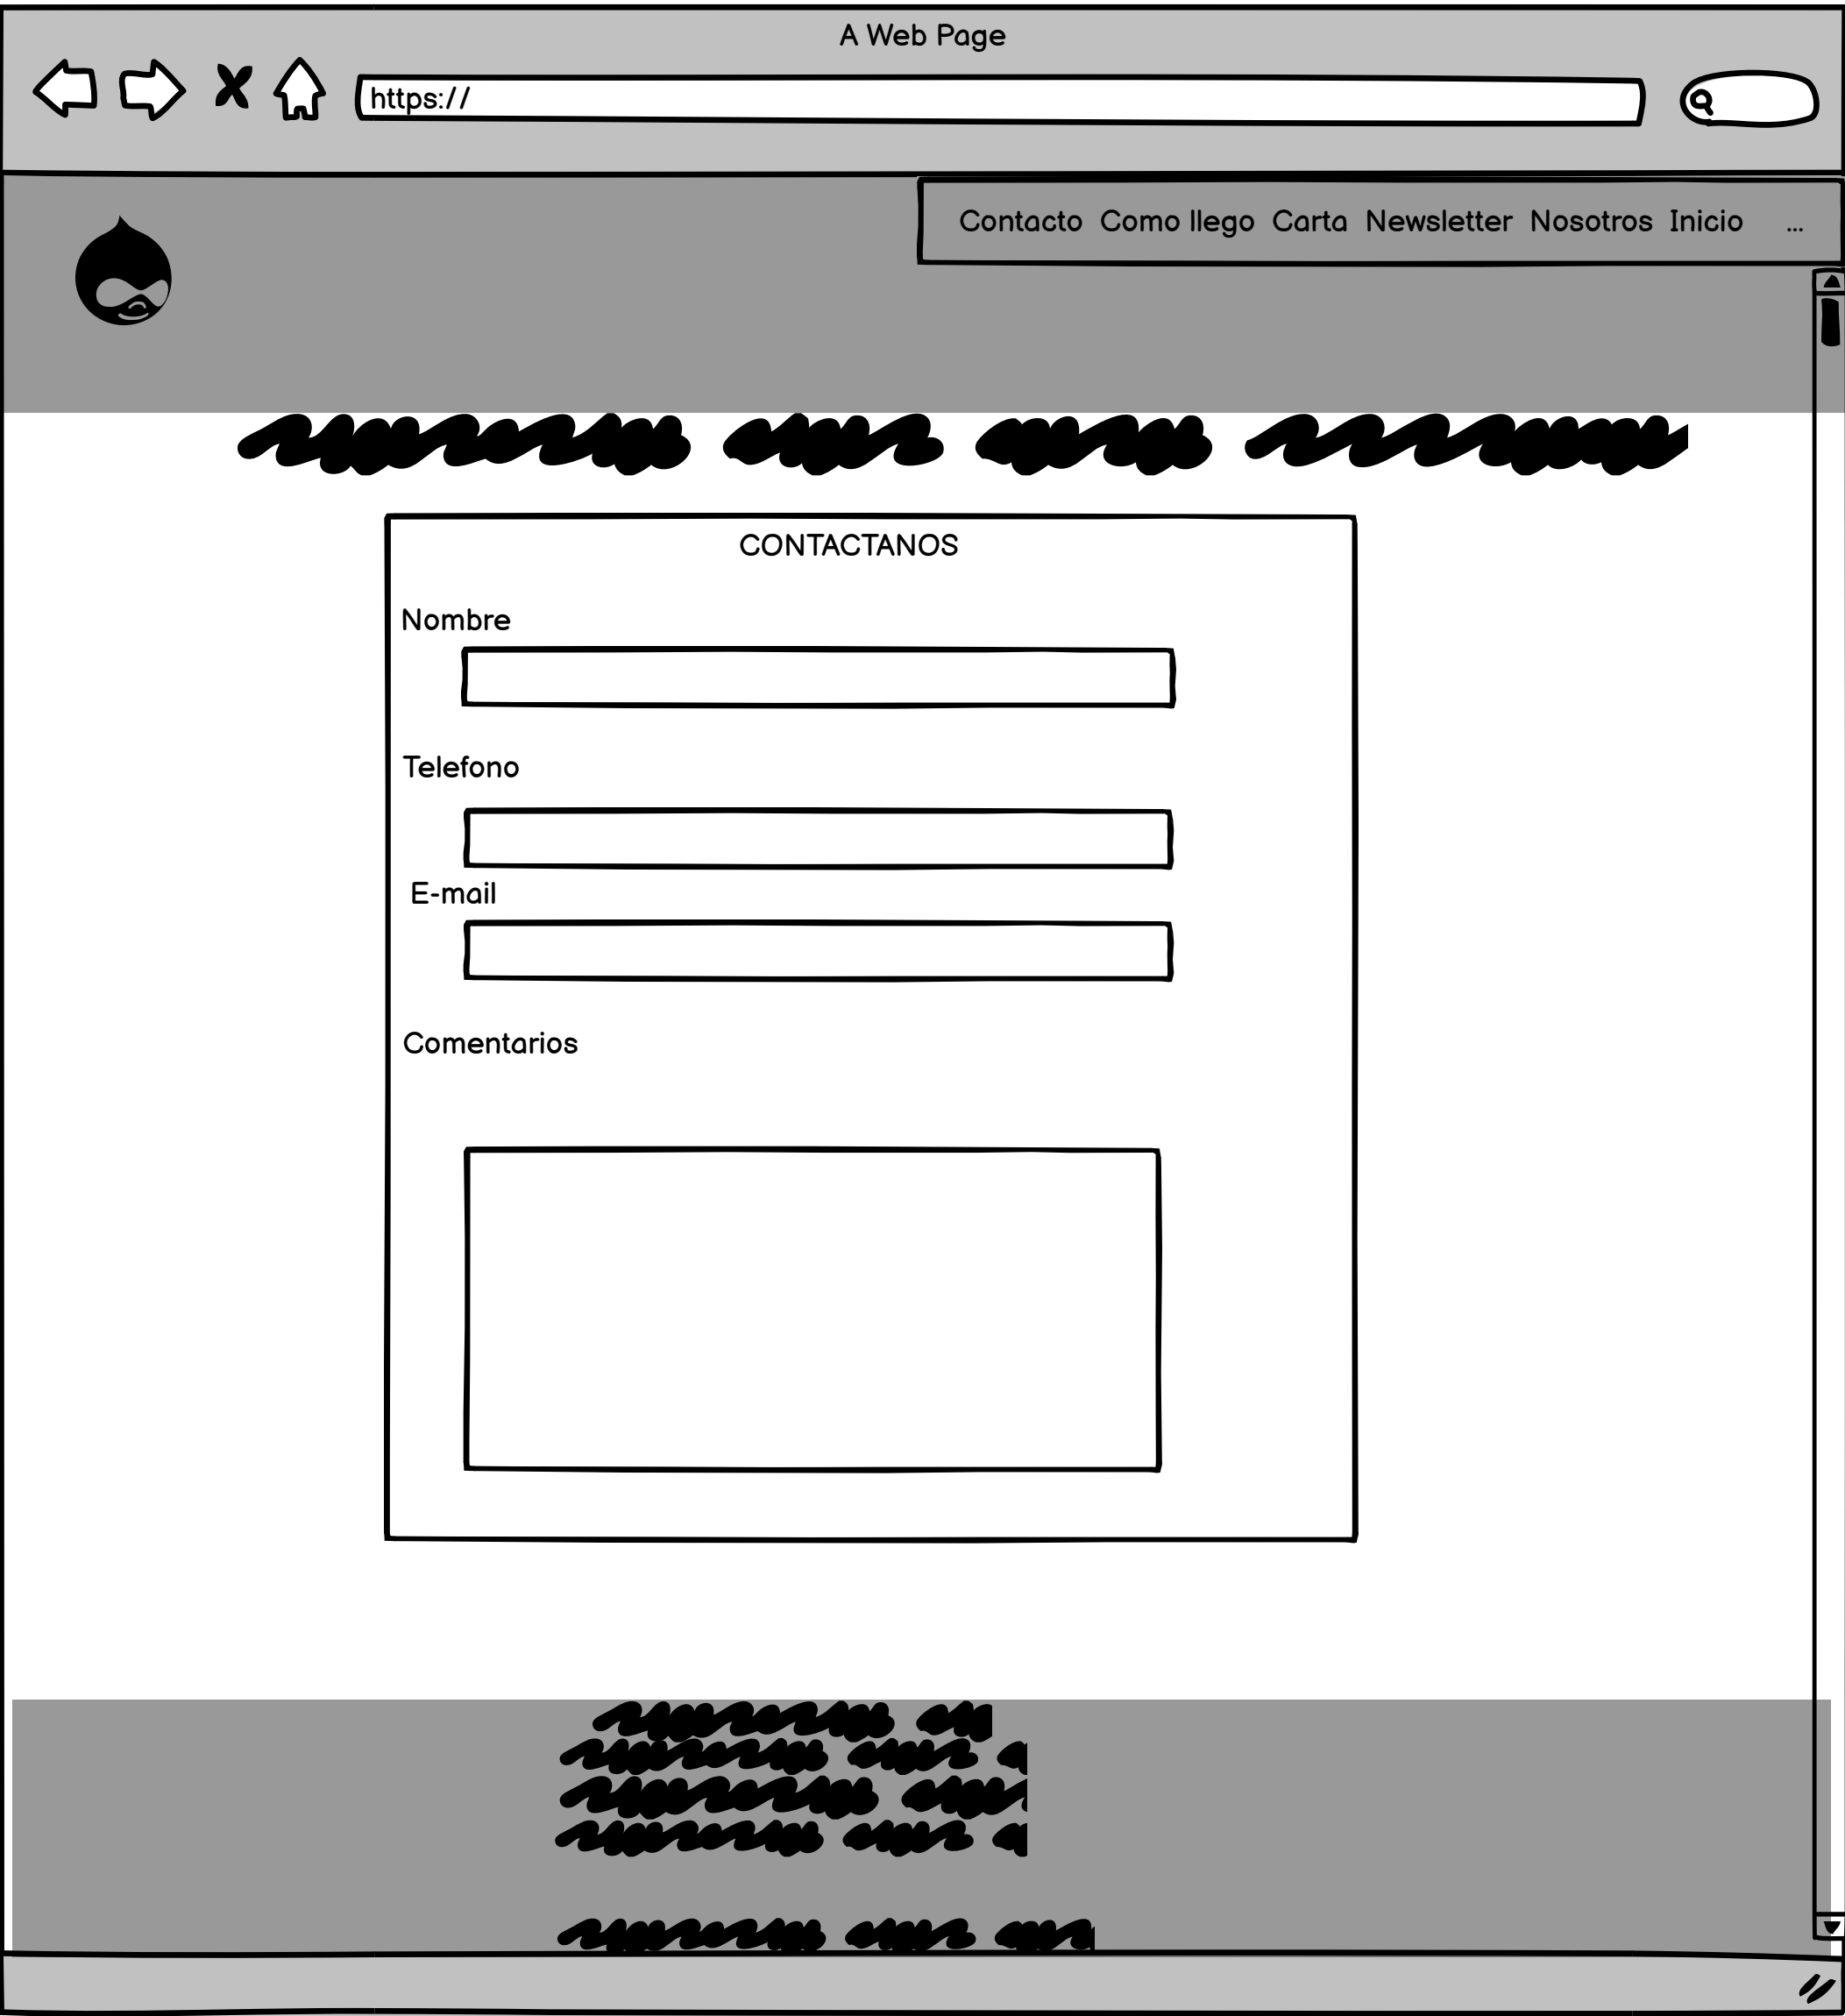 A Web Page
https://
Contacto Como llego Carta Newsletter Nosotros Inicio ...
CONTACTANOS
Nombre
Telefono
E-mail
Comentarios